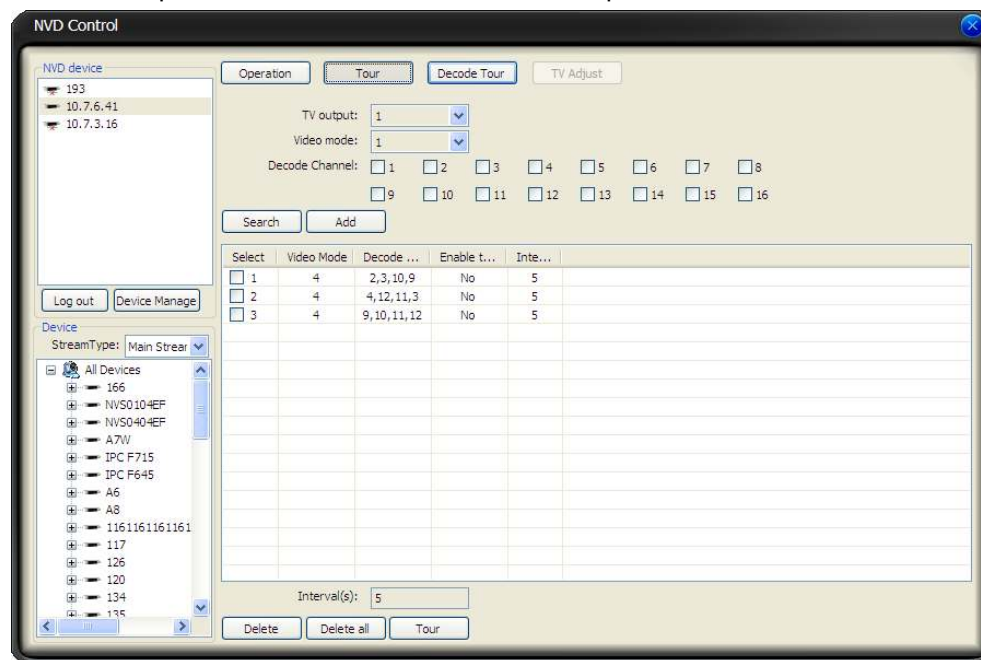 NVD Control
NVD device
193
10.7.6.41
10.7.3.16
Log out Device Manage
Device
StreamType: Main Strear
All Devices
166
NVS0104EF
NVS0404EF
A7W
IPC F715
IPC F645
A6
A8
1161161161161
117
126
120
134
135
Operation Tour Decode Tour TV Adjust
TV output: 1
Video mode: 1
Decode Channel: 1 2 3 4 5 6 7 8
9 10 11 12 13 14 15 16
Search Add
Select Video Mode Decode ... Enable t... Inte...
1 4 2,3,10,9 No 5
2 4 4,12,11,3 No 5
3 4 9,10,11,12 No 5
Interval(s): 5
Delete Delete all Tour